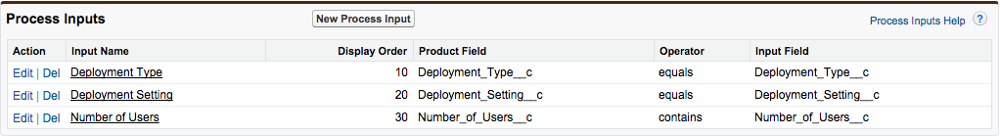 Process Inputs New Process Input Process Inputs Help ?
Action Input Name Display Order Product Field Operator Input Field
Edit | Del Deployment Type 10 Deployment_Type__c equals Deployment_Type__c
Edit | Del Deployment Setting 20 Deployment_Setting__c equals Deployment_Setting__c
Edit | Del Number of Users 30 Number_of_Users__c contains Number_of_Users__c